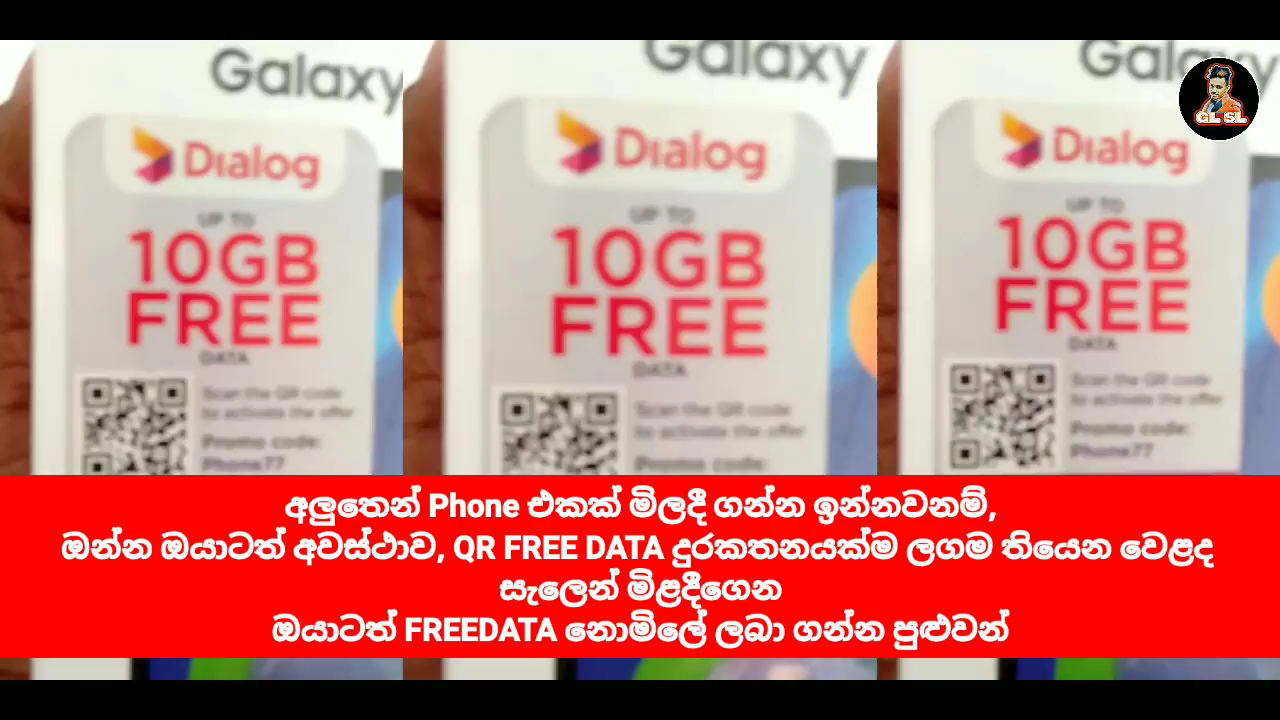 Galaxy
Dialog
UP TO
10GB
FREE
DATA
Scan the QR code
to activate the offer
Promo code:
Phone77
Galaxy
Dialog
UP TO
10GB
FREE
DATA
Scan the QR code
to activate the offer
Promo code:
Galaxy
Dialog
UP TO
10GB
FREE
DATA
Scan the QR code
to activate the offer
Promo code:
Phone77
GL SL
අලුතෙන් Phone එකක් මිලදී ගන්න ඉන්නවනම්,
ඔන්න ඔයාටත් අවස්ථාව, QR FREE DATA දුරකතනයක්ම ලගම තියෙන වෙළද
සැලෙන් මිළදීගෙන
ඔයාටත් FREEDATA නොමිලේ ලබා ගන්න පුළුවන්